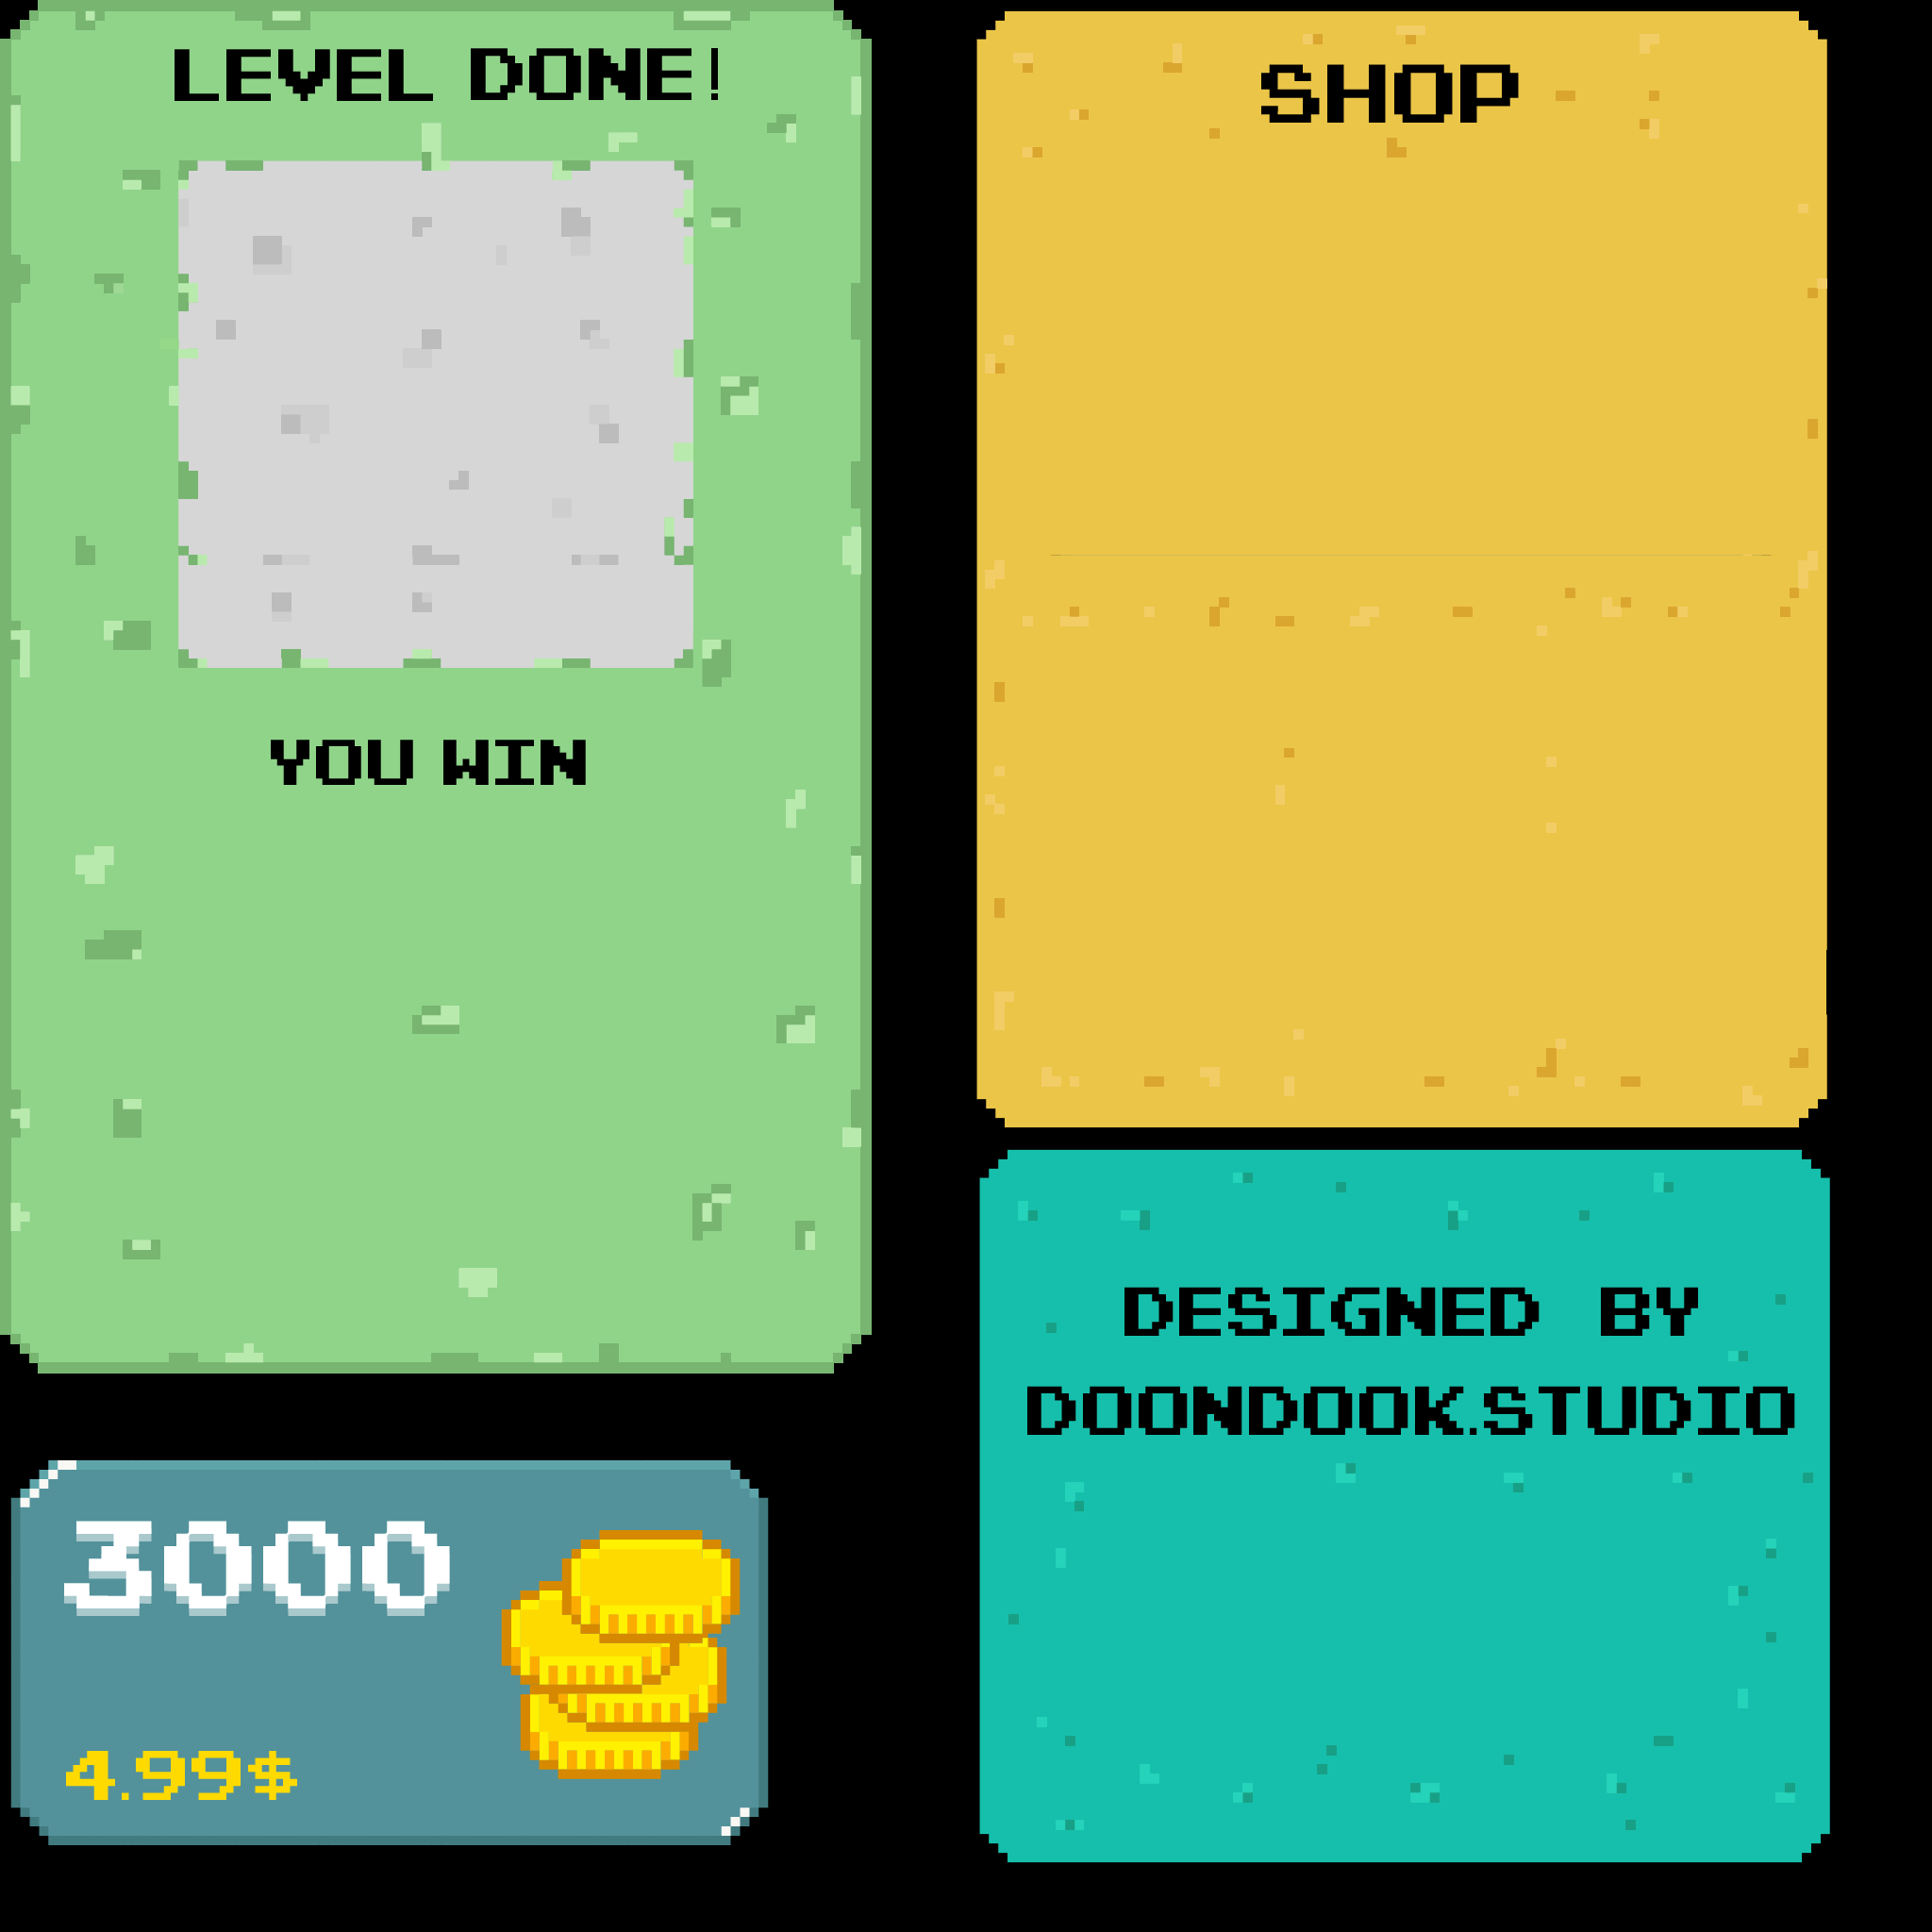 LEVEL DONE!
YOU WIN
3000
4.99$
SHOP
DESIGNED BY
DOONDOOK.STUDIO